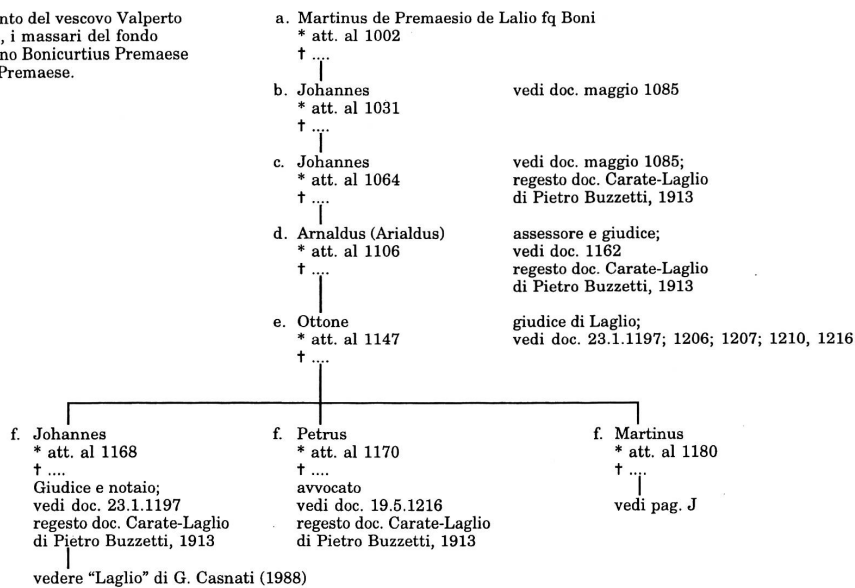 nto del vescovo Valperto
, i massari del fondo
no Bonicurtius Premaese
Premaese.
a. Martinus de Premaesio de Lalio fq Boni
* att. al 1002
† ....
b. Johannes vedi doc. maggio 1085
* att. al 1031
† ....
c. Johannes vedi doc. maggio 1085;
* att. al 1064 regesto doc. Carate-Laglio
† .... di Pietro Buzzetti, 1913
d. Arnaldus (Arialdus) assessore e giudice;
* att. al 1106 vedi doc. 1162
† .... regesto doc. Carate-Laglio
di Pietro Buzzetti, 1913
e. Ottone giudice di Laglio;
* att. al 1147 vedi doc. 23.1.1197; 1206; 1207; 1210, 1216
† ....
f. Johannes
* att. al 1168
† ....
Giudice e notaio;
vedi doc. 23.1.1197
regesto doc. Carate-Laglio
di Pietro Buzzetti, 1913
vedere “Laglio” di G. Casnati (1988)
f. Petrus
* att. al 1170
† ....
avvocato
vedi doc. 19.5.1216
regesto doc. Carate-Laglio
di Pietro Buzzetti, 1913
f. Martinus
* att. al 1180
† ....
vedi pag. J